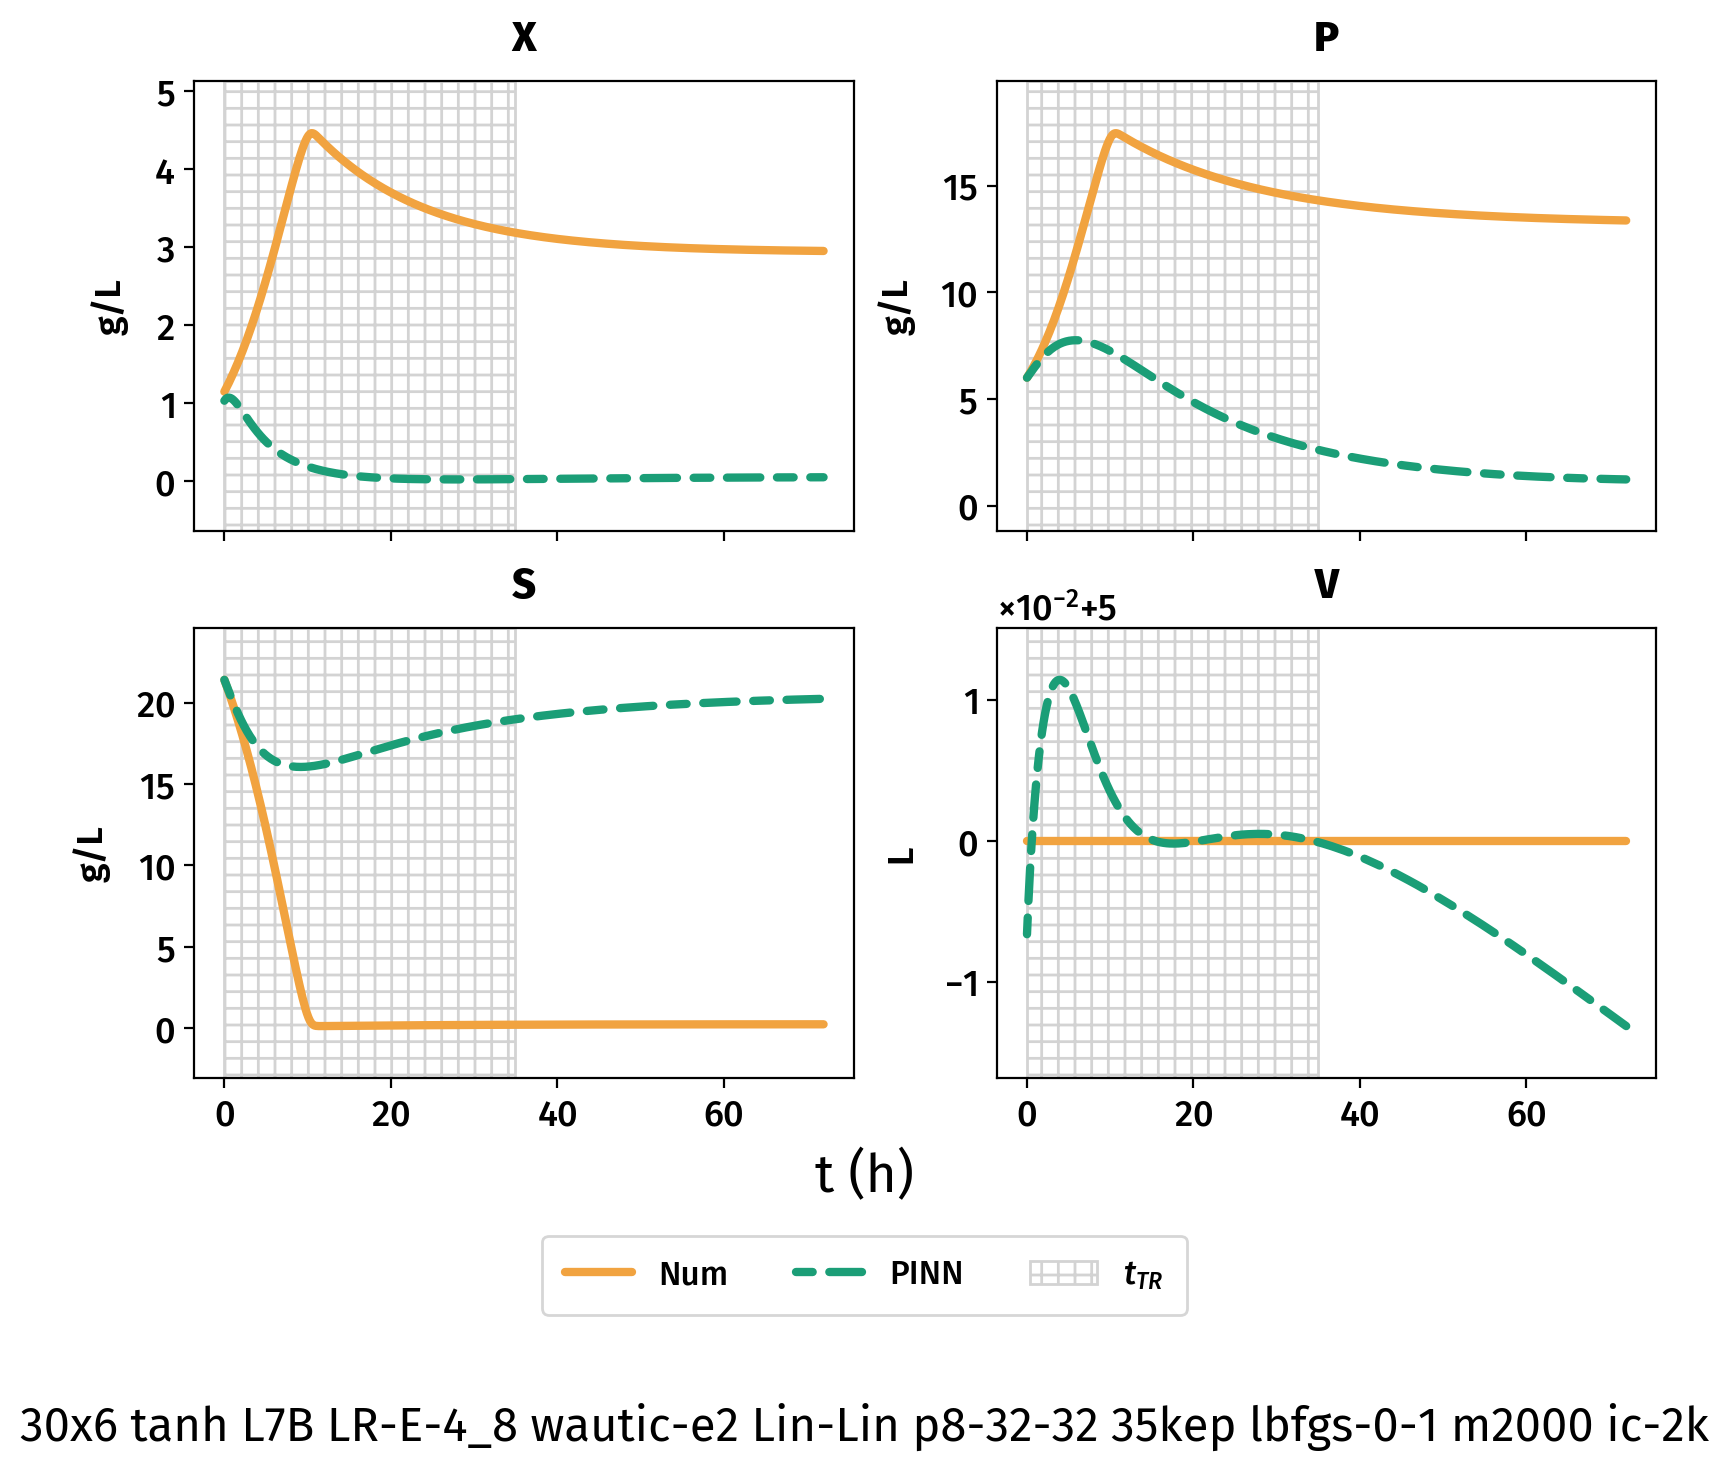 X
P
5
4
3
2
1
0
g/L
15
10
5
0
g/L
S
V
×10⁻²+5
20
15
10
5
0
g/L
1
0
−1
L
0 20 40 60
0 20 40 60
t (h)
Num PINN t_TR
30x6 tanh L7B LR-E-4_8 wautic-e2 Lin-Lin p8-32-32 35kep lbfgs-0-1 m2000 ic-2k